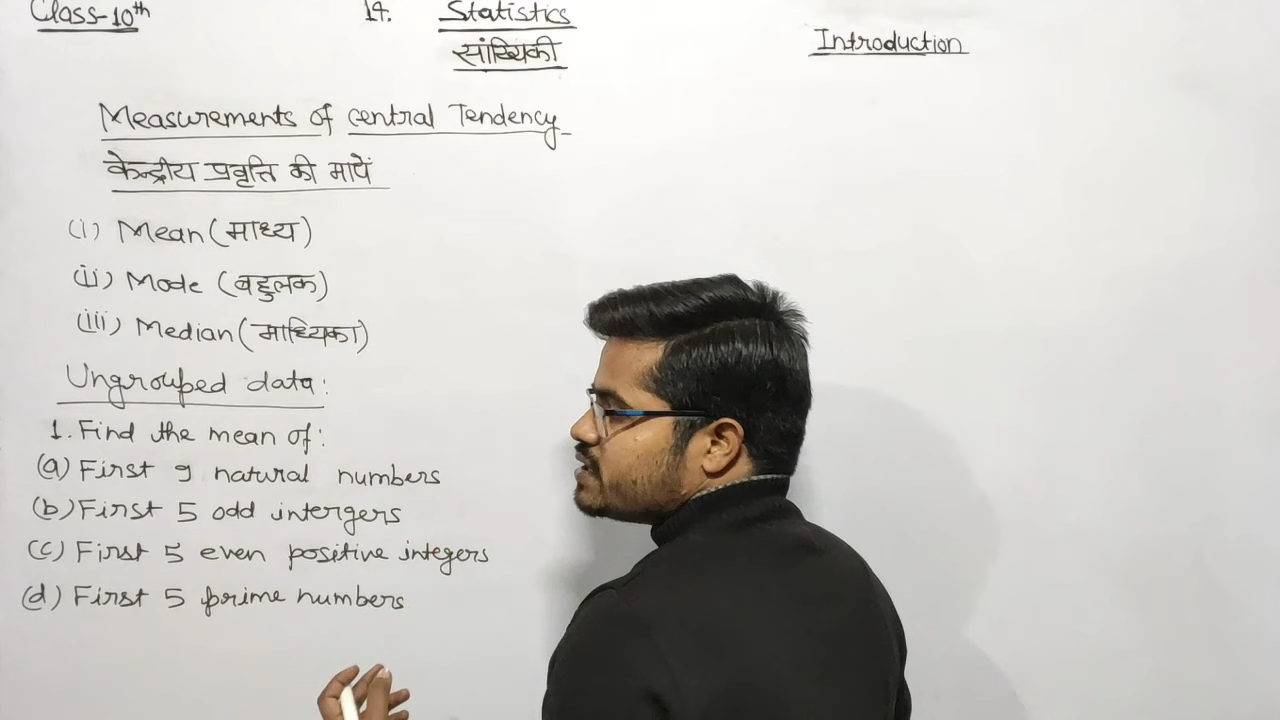 Class-10th
14. Statistics
सांख्यिकी
Introduction
Measurements of central Tendency
केन्द्रीय प्रवृत्ति की मापें
(i) Mean (माध्य)
(ii) Mode (बहुलक)
(iii) Median (माध्यिका)
Ungrouped data:
1. Find the mean of:
(a) First 9 natural numbers
(b) First 5 odd intergers
(c) First 5 even positive integers
(d) First 5 prime numbers